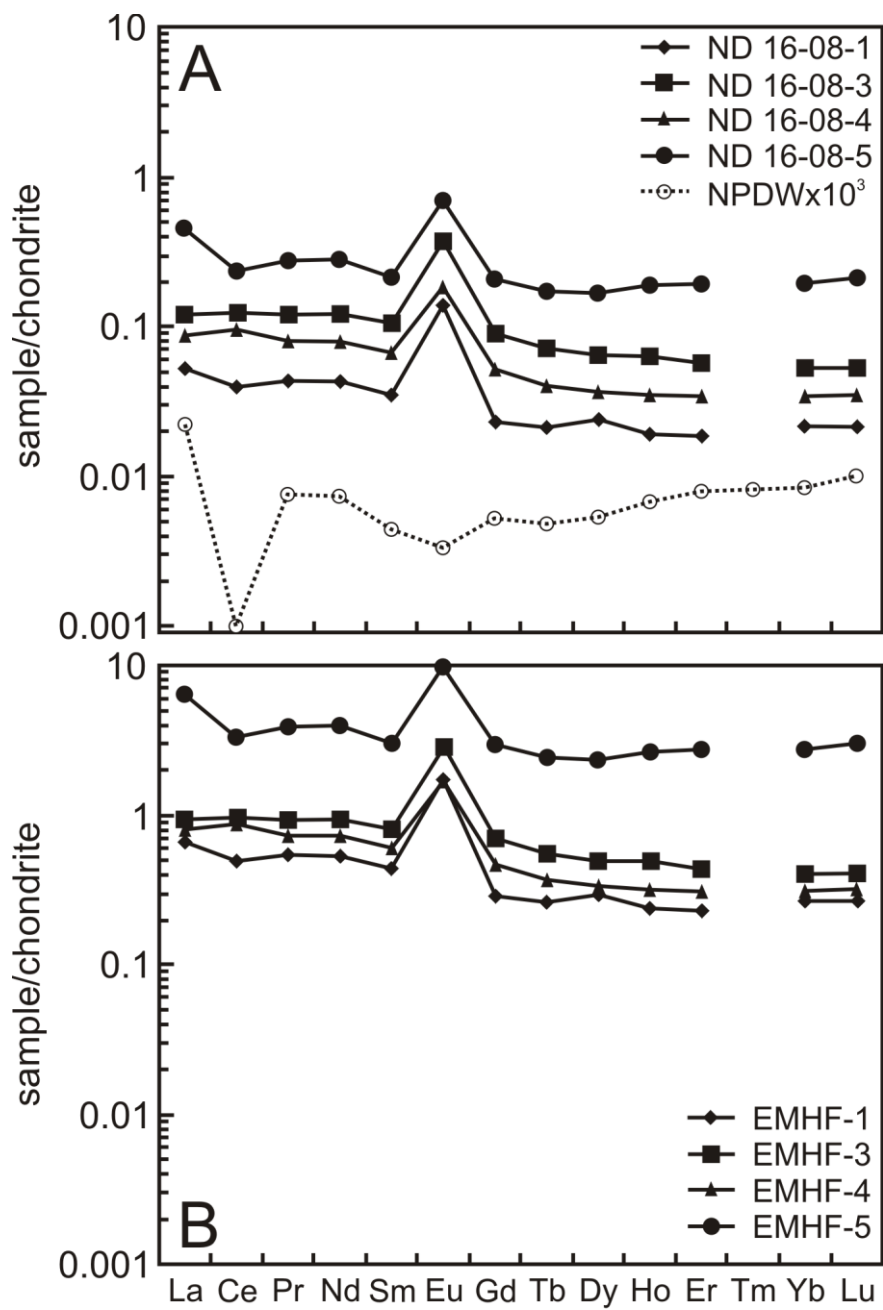 10
A
ND 16-08-1
ND 16-08-3
ND 16-08-4
ND 16-08-5
NPDWx10³
1
0.1
0.01
0.001
sample/chondrite
10
1
0.1
0.01
0.001
sample/chondrite
EMHF-1
EMHF-3
EMHF-4
EMHF-5
B
La Ce Pr Nd Sm Eu Gd Tb Dy Ho Er Tm Yb Lu